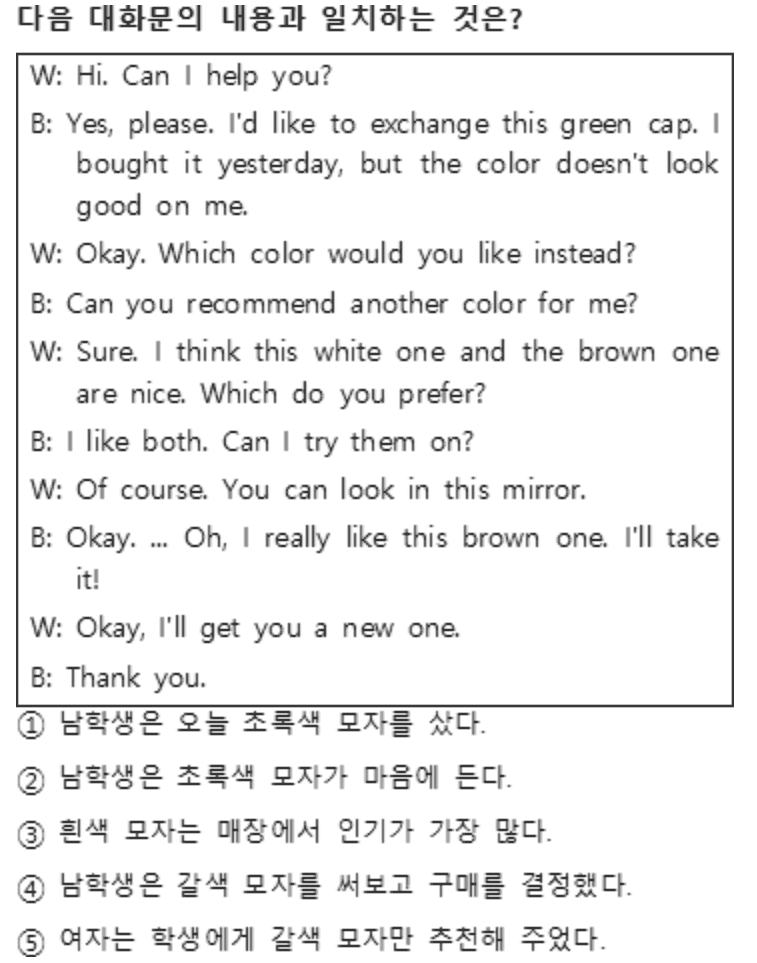 다음 대화문의 내용과 일치하는 것은?
W: Hi. Can I help you?
B: Yes, please. I'd like to exchange this green cap. I
bought it yesterday, but the color doesn't look
good on me.
W: Okay. Which color would you like instead?
B: Can you recommend another color for me?
W: Sure. I think this white one and the brown one
are nice. Which do you prefer?
B: I like both. Can I try them on?
W: Of course. You can look in this mirror.
B: Okay. ... Oh, I really like this brown one. I'll take
it!
W: Okay, I'll get you a new one.
B: Thank you.
① 남학생은 오늘 초록색 모자를 샀다.
② 남학생은 초록색 모자가 마음에 든다.
③ 흰색 모자는 매장에서 인기가 가장 많다.
④ 남학생은 갈색 모자를 써보고 구매를 결정했다.
⑤ 여자는 학생에게 갈색 모자만 추천해 주었다.